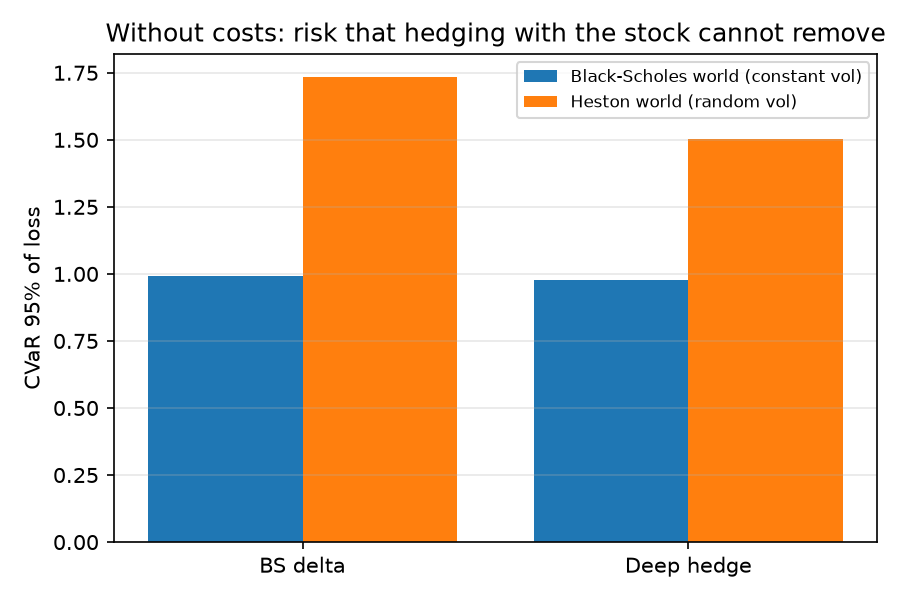 Without costs: risk that hedging with the stock cannot remove
Black-Scholes world (constant vol)
Heston world (random vol)
CVaR 95% of loss
1.75
1.50
1.25
1.00
0.75
0.50
0.25
0.00
BS delta
Deep hedge